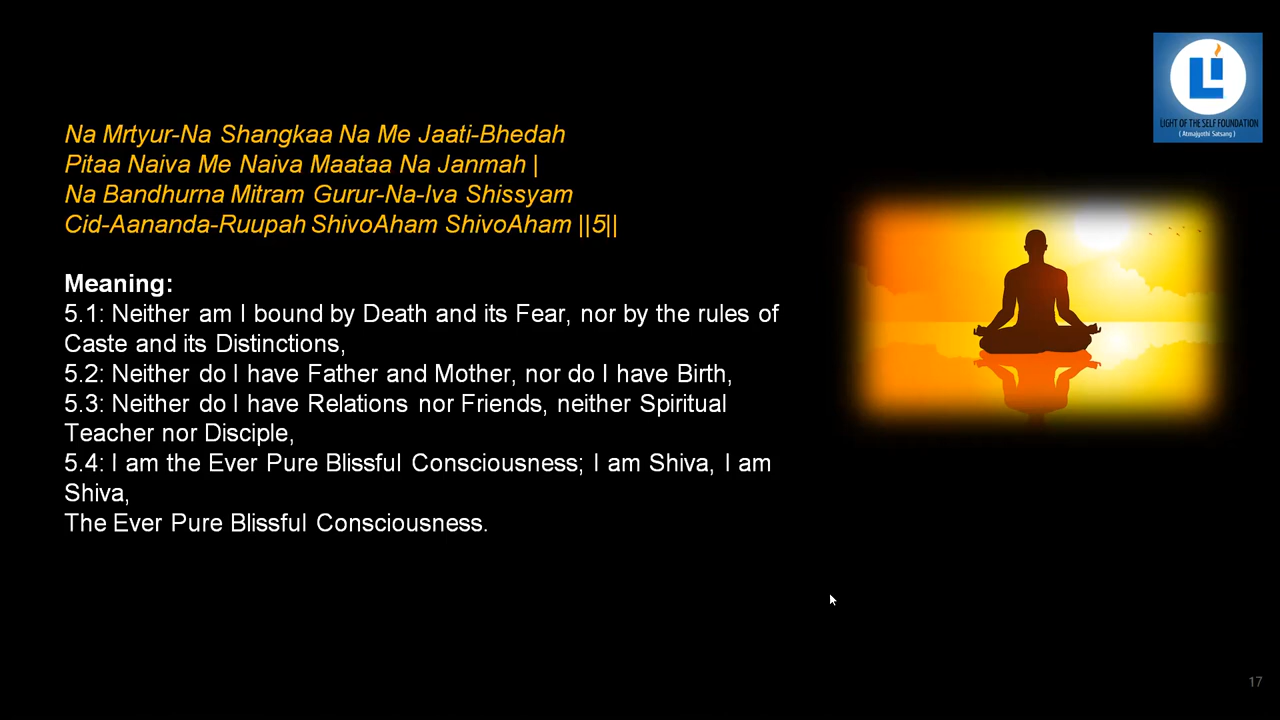 LIGHT OF THE SELF FOUNDATION
( Atmajyothi Satsang )
Na Mrtyur-Na Shangkaa Na Me Jaati-Bhedah
Pitaa Naiva Me Naiva Maataa Na Janmah |
Na Bandhurna Mitram Gurur-Na-Iva Shissyam
Cid-Aananda-Ruupah ShivoAham ShivoAham ||5||
Meaning:
5.1: Neither am I bound by Death and its Fear, nor by the rules of
Caste and its Distinctions,
5.2: Neither do I have Father and Mother, nor do I have Birth,
5.3: Neither do I have Relations nor Friends, neither Spiritual
Teacher nor Disciple,
5.4: I am the Ever Pure Blissful Consciousness; I am Shiva, I am
Shiva,
The Ever Pure Blissful Consciousness.
17